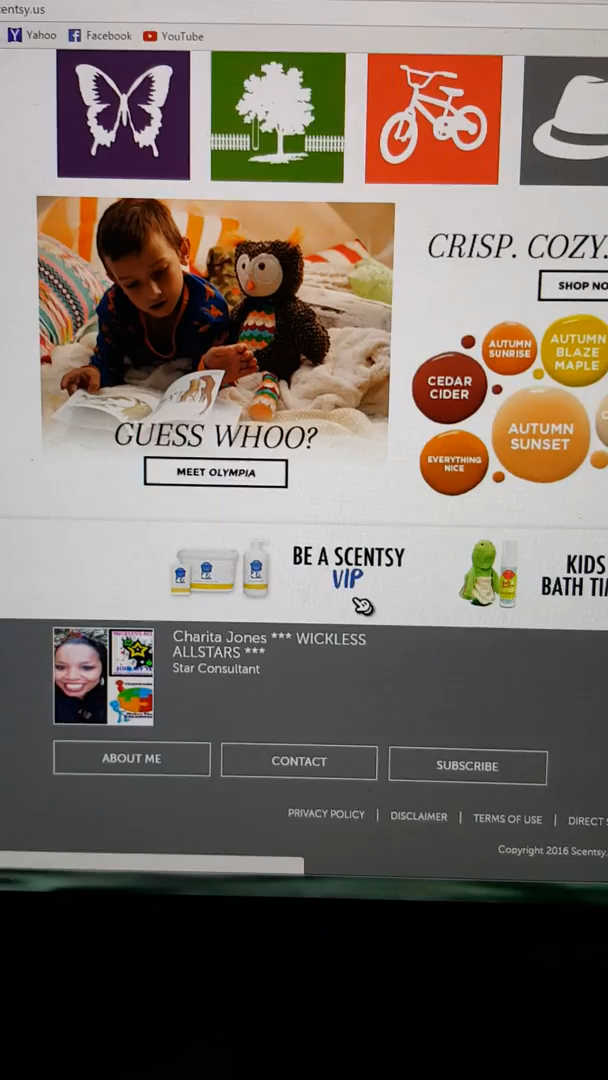 centsy.us
Yahoo
Facebook
YouTube
CRISP. COZY.
SHOP NO
GUESS WHOO?
MEET OLYMPIA
AUTUMN
SUNRISE
AUTUMN
BLAZE
MAPLE
CEDAR
CIDER
AUTUMN
SUNSET
EVERYTHING
NICE
BE A SCENTSY
VIP
KIDS
BATH TI
Charita Jones *** WICKLESS
ALLSTARS ***
Star Consultant
ABOUT ME
CONTACT
SUBSCRIBE
PRIVACY POLICY | DISCLAIMER | TERMS OF USE | DIRECT S
Copyright 2016 Scentsy,